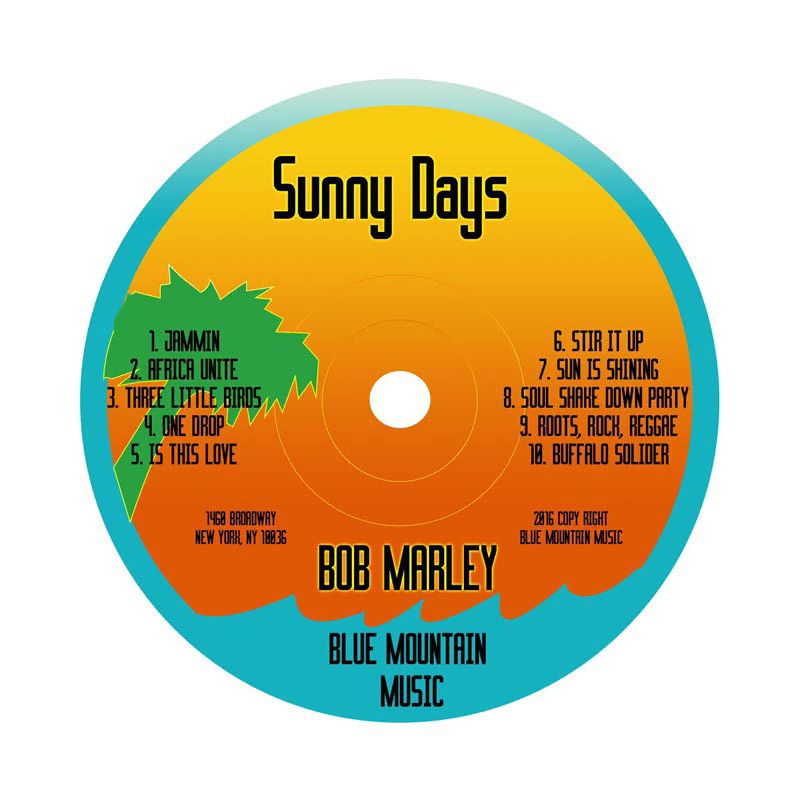 Sunny Days
1. JAMMIN
2. AFRICA UNITE
3. THREE LITTLE BIRDS
4. ONE DROP
5. IS THIS LOVE
6. STIR IT UP
7. SUN IS SHINING
8. SOUL SHAKE DOWN PARTY
9. ROOTS, ROCK, REGGAE
10. BUFFALO SOLIDER
1460 BROADWAY
NEW YORK, NY 10036
2016 COPY RIGHT
BLUE MOUNTAIN MUSIC
BOB MARLEY
BLUE MOUNTAIN
MUSIC